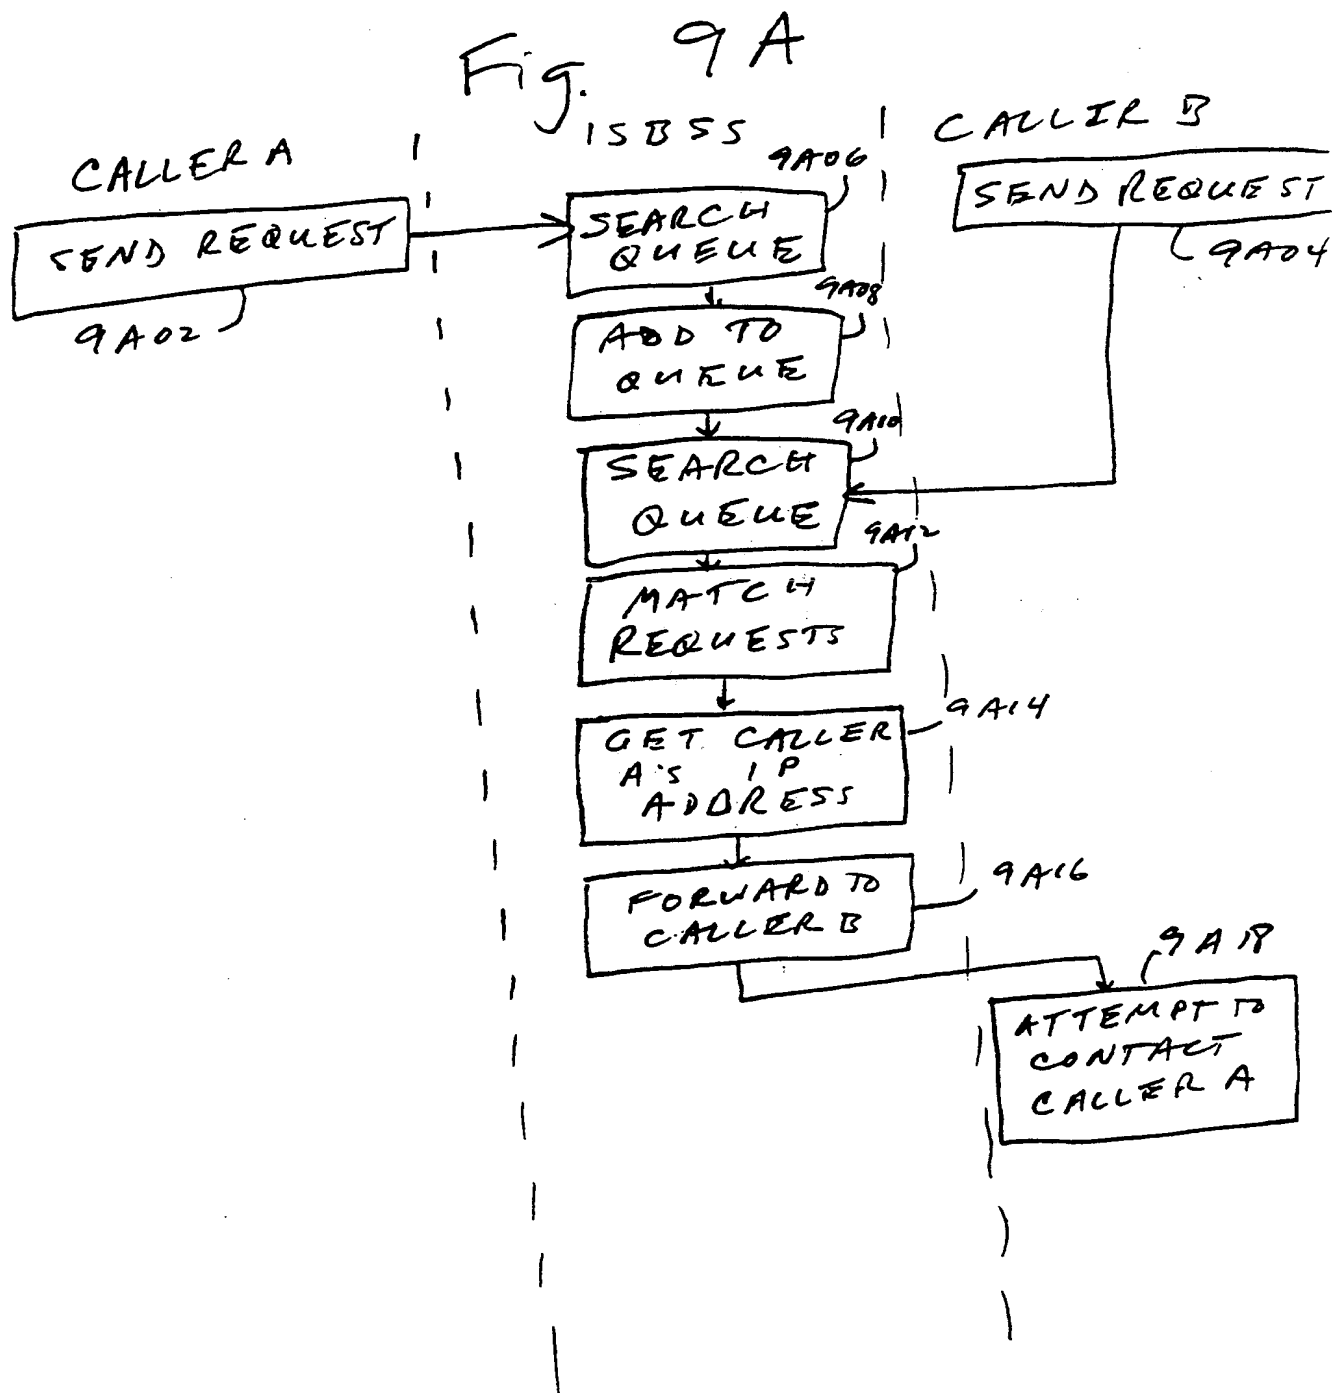 Fig. 9A
CALLER A
ISBSS
CALLER B
SEND REQUEST
9A02
9A06
SEARCH
QUEUE
SEND REQUEST
9A04
9A08
ADD TO
QUEUE
9A10
SEARCH
QUEUE
9A12
MATCH
REQUESTS
9A14
GET CALLER
A's IP
ADDRESS
9A16
FORWARD TO
CALLER B
9A18
ATTEMPT TO
CONTACT
CALLER A